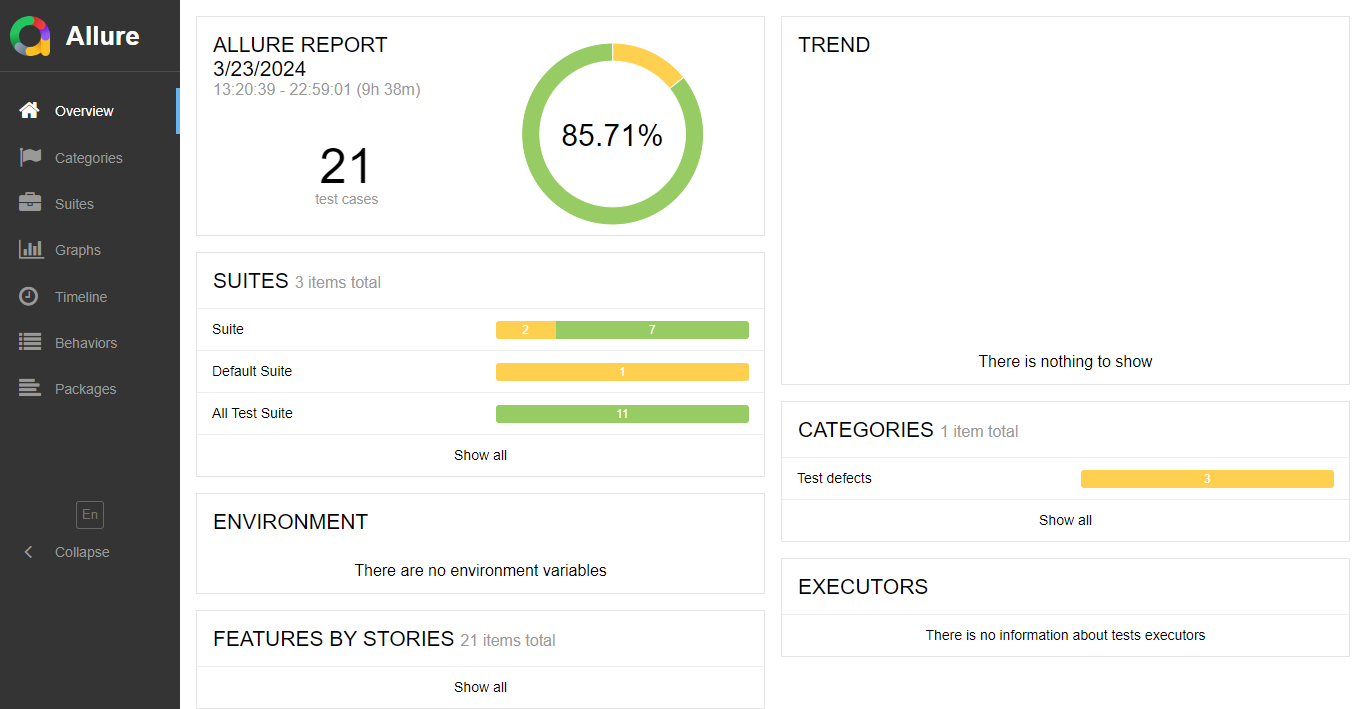 Allure
Overview
Categories
Suites
Graphs
Timeline
Behaviors
Packages
En
Collapse
ALLURE REPORT
3/23/2024
13:20:39 - 22:59:01 (9h 38m)
21
test cases
85.71%
SUITES 3 items total
Suite 2 7
Default Suite 1
All Test Suite 11
Show all
ENVIRONMENT
There are no environment variables
FEATURES BY STORIES 21 items total
Show all
TREND
There is nothing to show
CATEGORIES 1 item total
Test defects 3
Show all
EXECUTORS
There is no information about tests executors